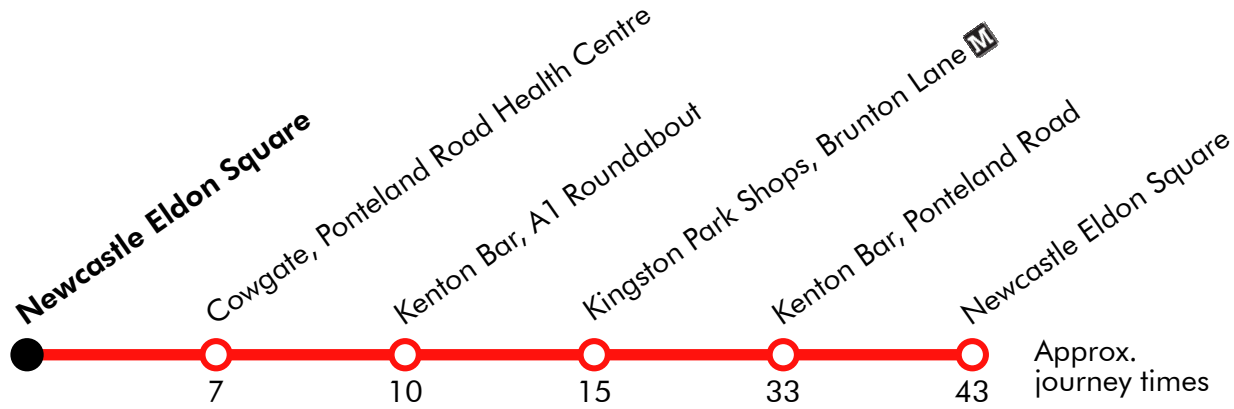 Newcastle Eldon Square
Cowgate, Ponteland Road Health Centre
Kenton Bar, A1 Roundabout
Kingston Park Shops, Brunton Lane M
Kenton Bar, Ponteland Road
Newcastle Eldon Square
7
10
15
33
43
Approx.
journey times